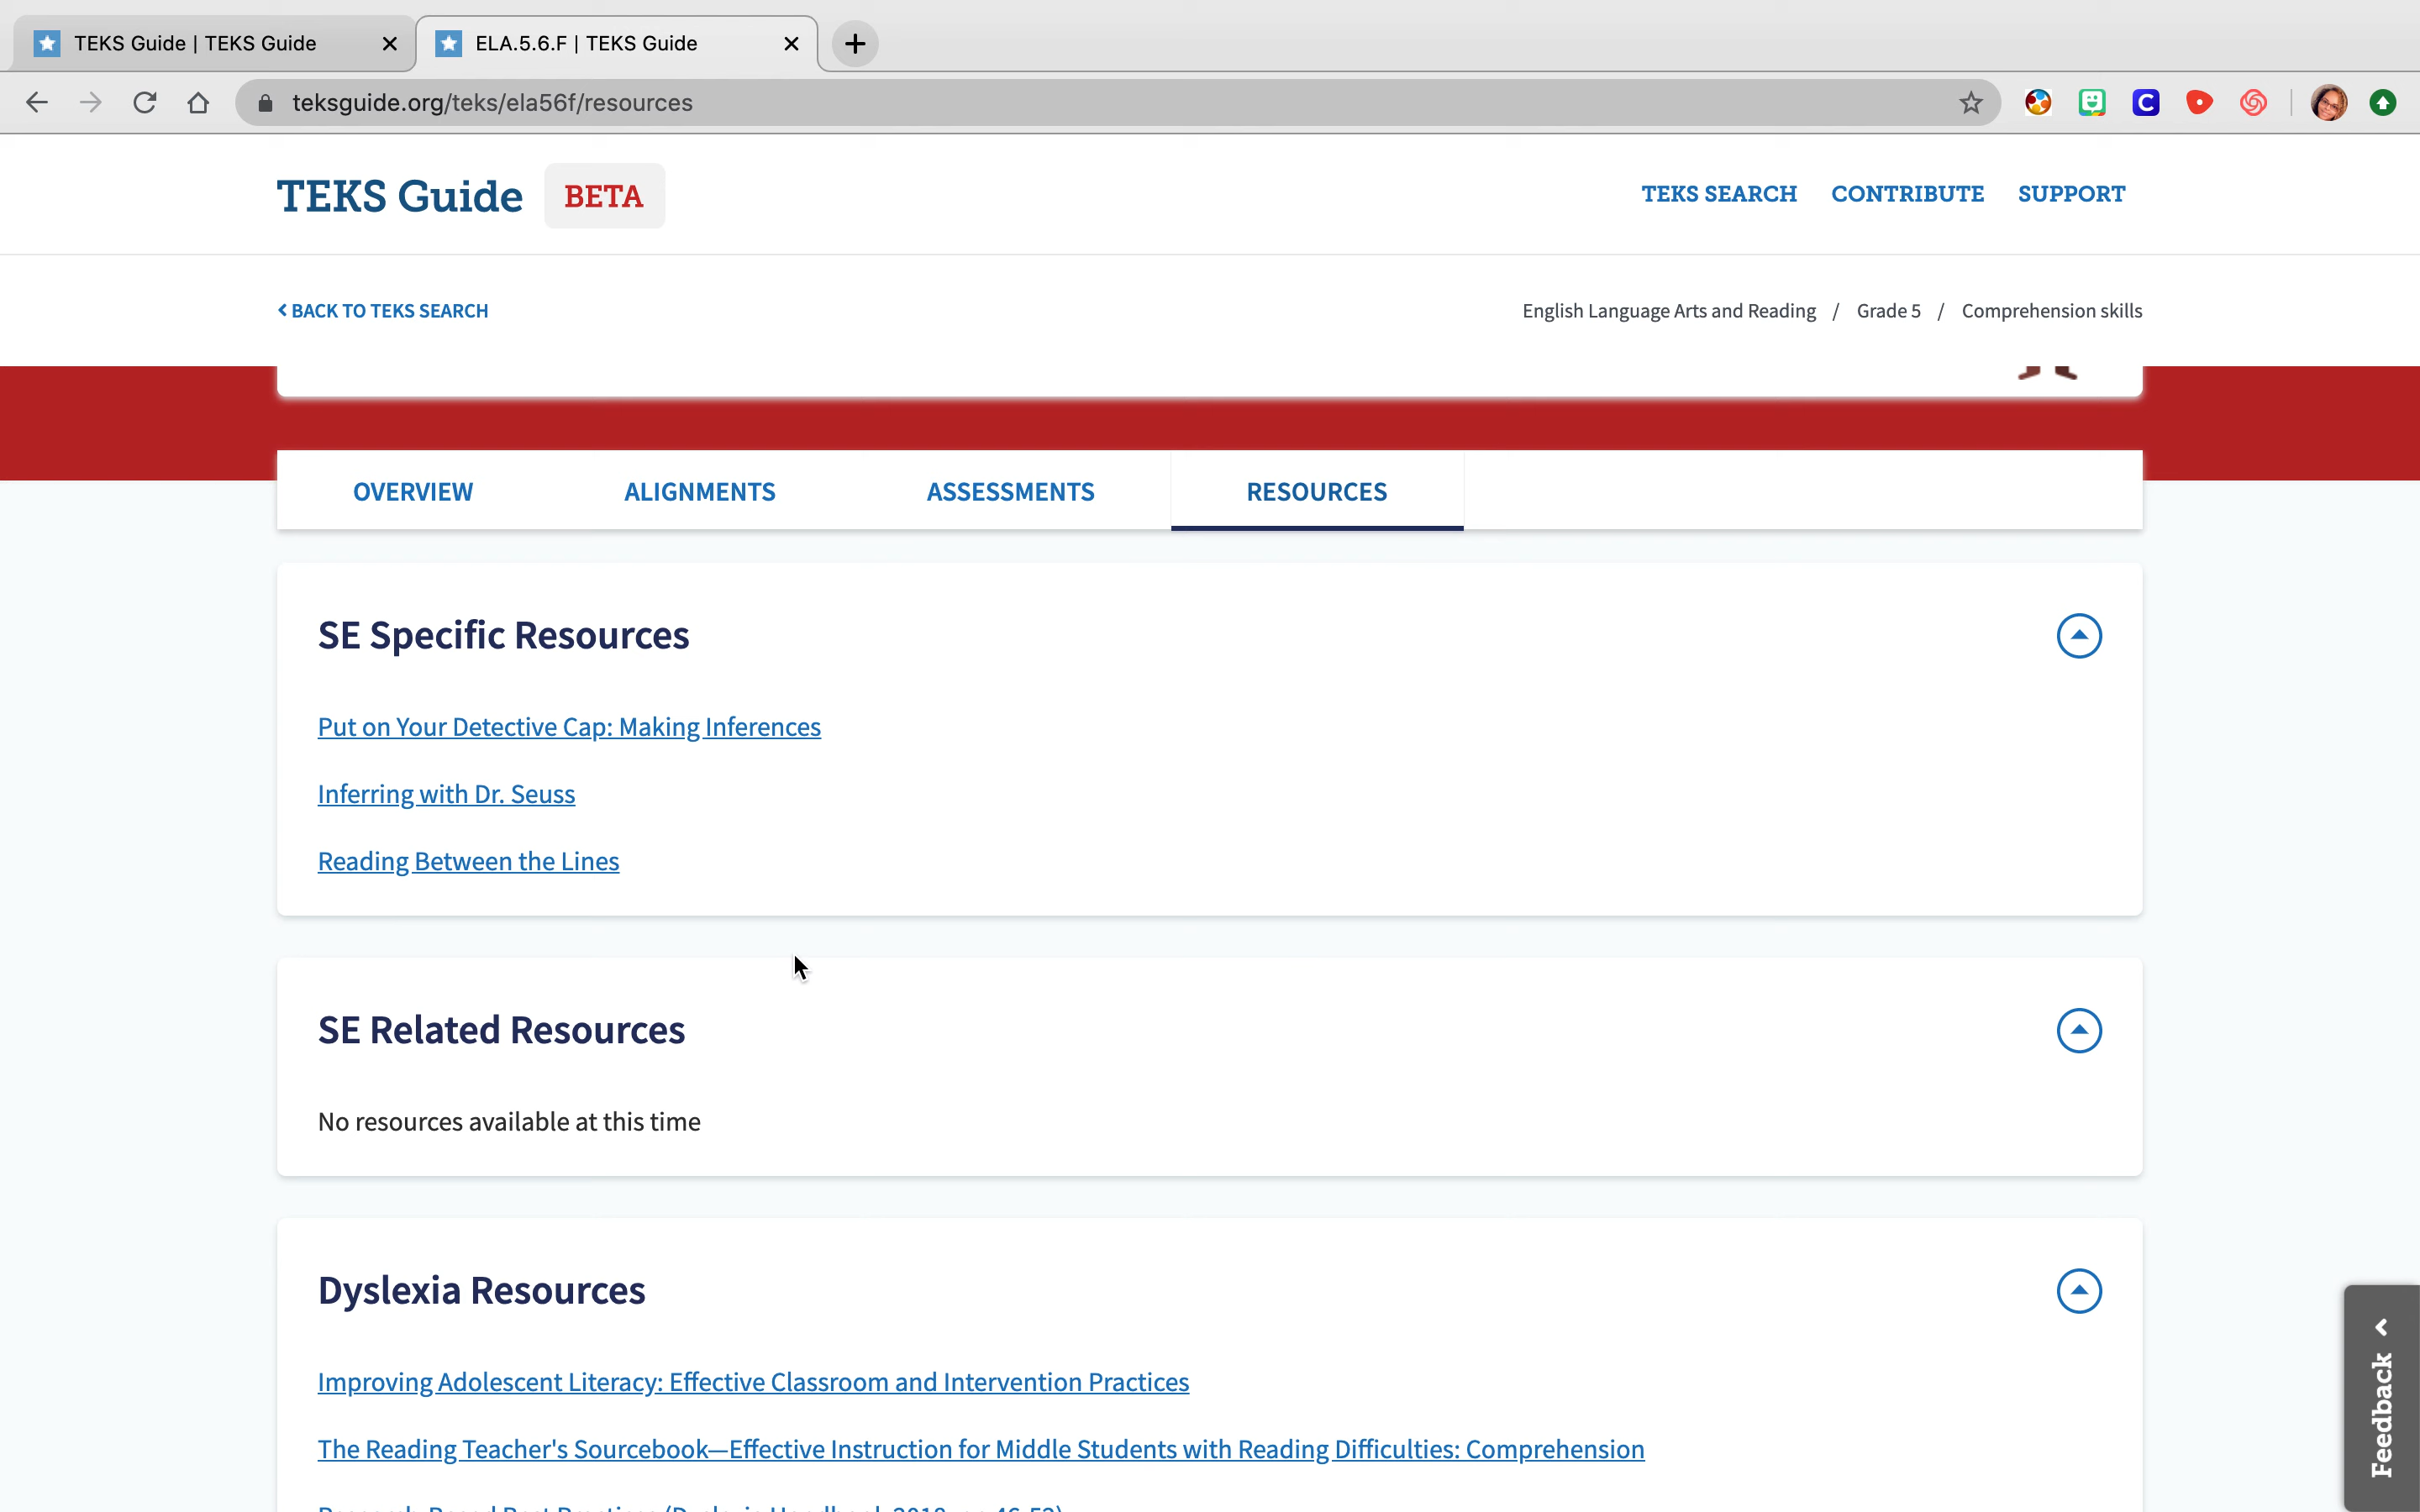 TEKS Guide | TEKS Guide
ELA.5.6.F | TEKS Guide
teksguide.org/teks/ela56f/resources
TEKS Guide BETA
TEKS SEARCH CONTRIBUTE SUPPORT
BACK TO TEKS SEARCH
English Language Arts and Reading / Grade 5 / Comprehension skills
OVERVIEW ALIGNMENTS ASSESSMENTS RESOURCES
SE Specific Resources
Put on Your Detective Cap: Making Inferences
Inferring with Dr. Seuss
Reading Between the Lines
SE Related Resources
No resources available at this time
Dyslexia Resources
Improving Adolescent Literacy: Effective Classroom and Intervention Practices
The Reading Teacher's Sourcebook—Effective Instruction for Middle Students with Reading Difficulties: Comprehension
Feedback